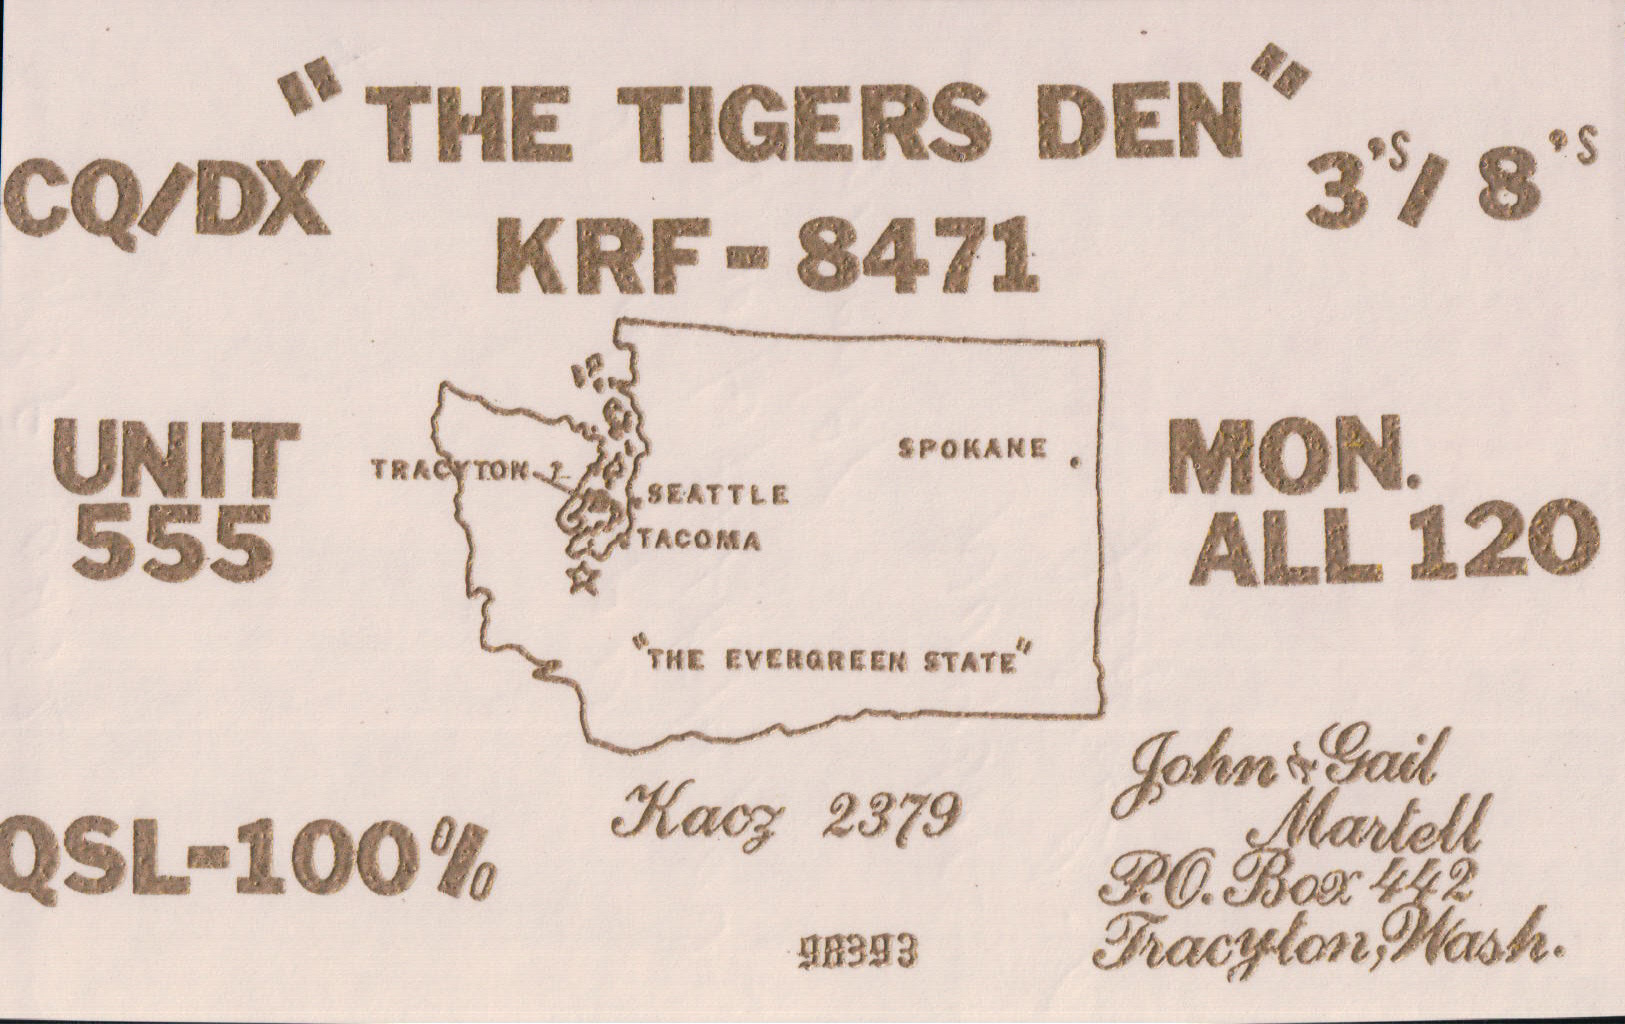 "THE TIGERS DEN"
CQ/DX
3'S/ 8'S
KRF-8471
UNIT
555
MON.
ALL 120
TRACYTON
SPOKANE
SEATTLE
TACOMA
"THE EVERGREEN STATE"
QSL-100%
Kacz 2379
98393
John & Gail
Martell
P.O. Box 442
Tracyton, Wash.